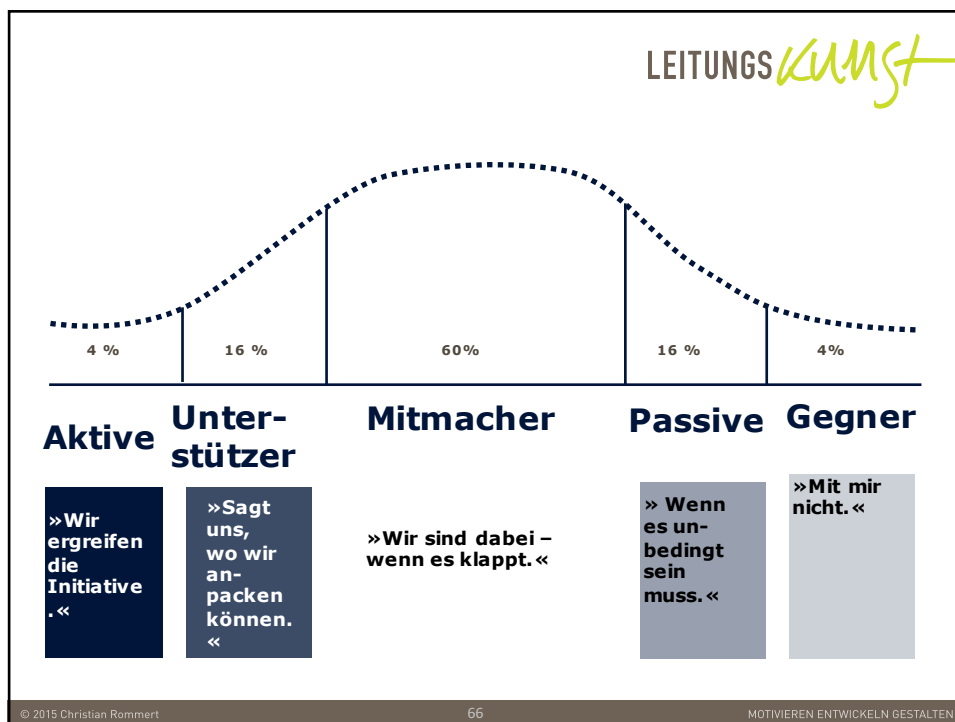 LEITUNGS kunst
4 %
16 %
60%
16 %
4%
Aktive
Unter-
stützer
Mitmacher
Passive
Gegner
»Wir
ergreifen
die
Initiative
.«
»Sagt
uns,
wo wir
an-
packen
können.
«
»Wir sind dabei –
wenn es klappt.«
» Wenn
es un-
bedingt
sein
muss.«
»Mit mir
nicht.«
© 2015 Christian Rommert
66
MOTIVIEREN ENTWICKELN GESTALTEN